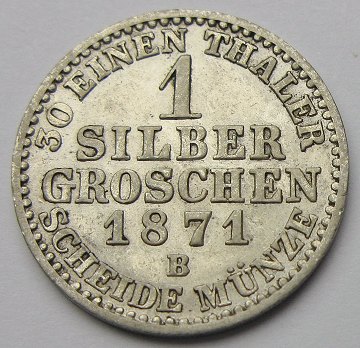 30 EINEN THALER
1
SILBER
GROSCHEN
1871
B
SCHEIDE MÜNZE